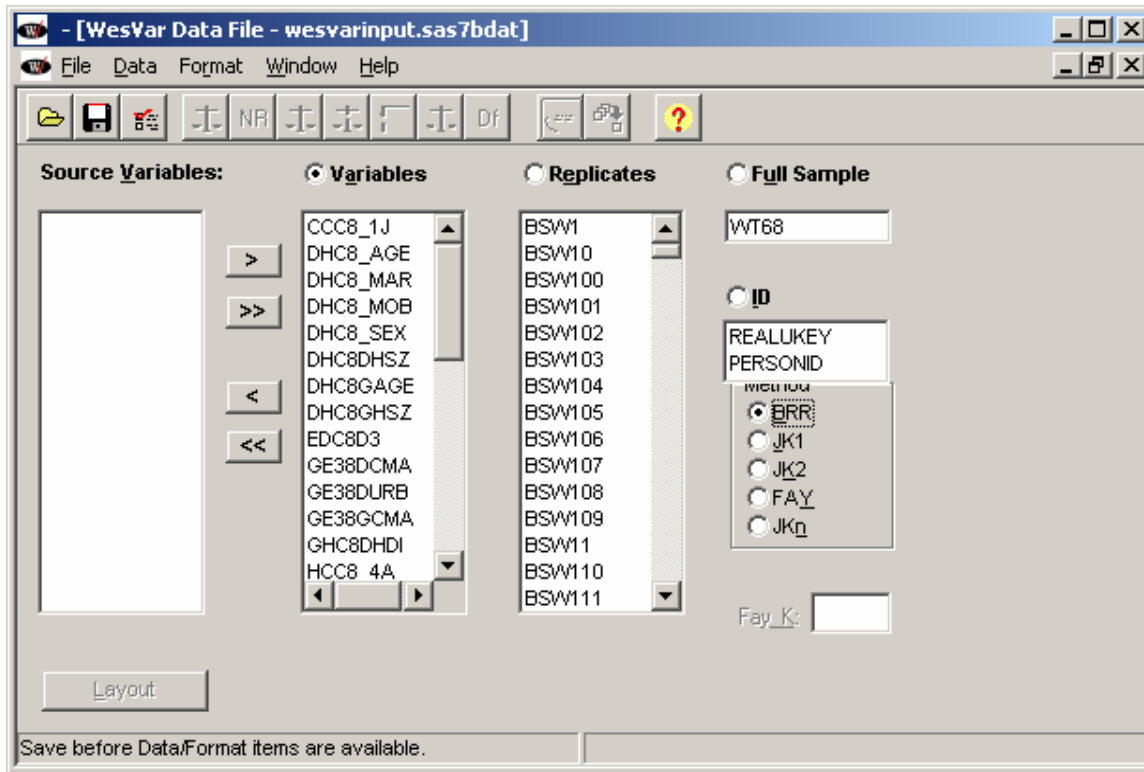 - [WesVar Data File - wesvarinput.sas7bdat]
File Data Format Window Help
NR Df ?
Source Variables:
> >> < <<
Variables
CCC8_1J
DHC8_AGE
DHC8_MAR
DHC8_MOB
DHC8_SEX
DHC8DHSZ
DHC8GAGE
DHC8GHSZ
EDC8D3
GE38DCMA
GE38DURB
GE38GCMA
GHC8DHDI
HCC8_4A
Replicates
BSW1
BSW10
BSW100
BSW101
BSW102
BSW103
BSW104
BSW105
BSW106
BSW107
BSW108
BSW109
BSW11
BSW110
BSW111
Full Sample
WT68
ID
REALUKEY
PERSONID
Method
BRR
JK1
JK2
FAY
JKn
Fay_K:
Layout
Save before Data/Format items are available.